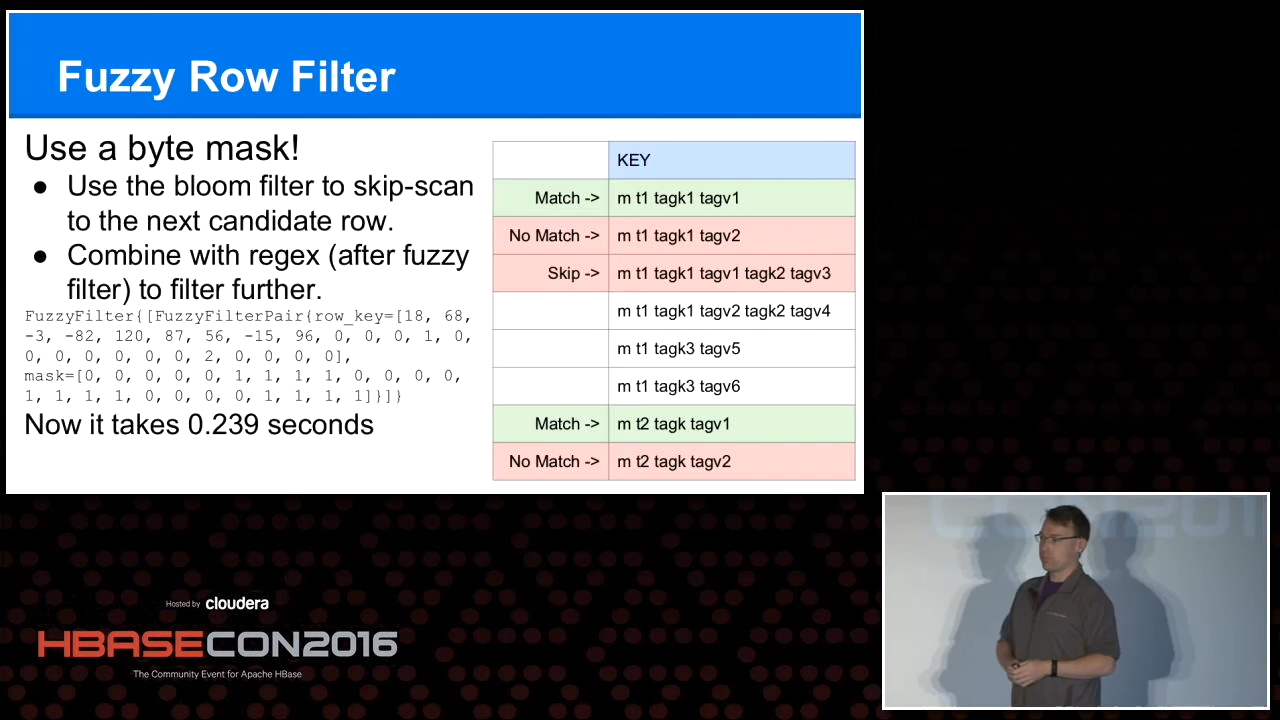 Fuzzy Row Filter
Use a byte mask!
● Use the bloom filter to skip-scan
to the next candidate row.
● Combine with regex (after fuzzy
filter) to filter further.
FuzzyFilter{[FuzzyFilterPair{row_key=[18, 68,
-3, -82, 120, 87, 56, -15, 96, 0, 0, 0, 1, 0,
0, 0, 0, 0, 0, 0, 2, 0, 0, 0, 0],
mask=[0, 0, 0, 0, 0, 1, 1, 1, 1, 0, 0, 0, 0,
1, 1, 1, 1, 0, 0, 0, 0, 1, 1, 1, 1]}]}
Now it takes 0.239 seconds
KEY
Match -> m t1 tagk1 tagv1
No Match -> m t1 tagk1 tagv2
Skip -> m t1 tagk1 tagv1 tagk2 tagv3
m t1 tagk1 tagv2 tagk2 tagv4
m t1 tagk3 tagv5
m t1 tagk3 tagv6
Match -> m t2 tagk tagv1
No Match -> m t2 tagk tagv2
CON2016
Hosted by cloudera
HBASECON2016
The Community Event for Apache HBase